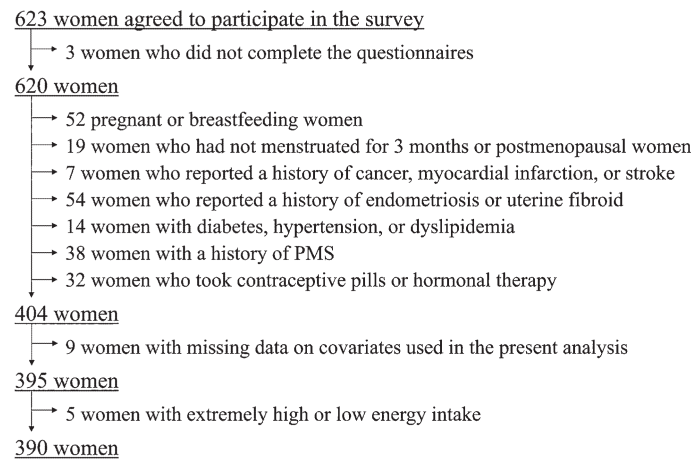 623 women agreed to participate in the survey
3 women who did not complete the questionnaires
620 women
52 pregnant or breastfeeding women
19 women who had not menstruated for 3 months or postmenopausal women
7 women who reported a history of cancer, myocardial infarction, or stroke
54 women who reported a history of endometriosis or uterine fibroid
14 women with diabetes, hypertension, or dyslipidemia
38 women with a history of PMS
32 women who took contraceptive pills or hormonal therapy
404 women
9 women with missing data on covariates used in the present analysis
395 women
5 women with extremely high or low energy intake
390 women